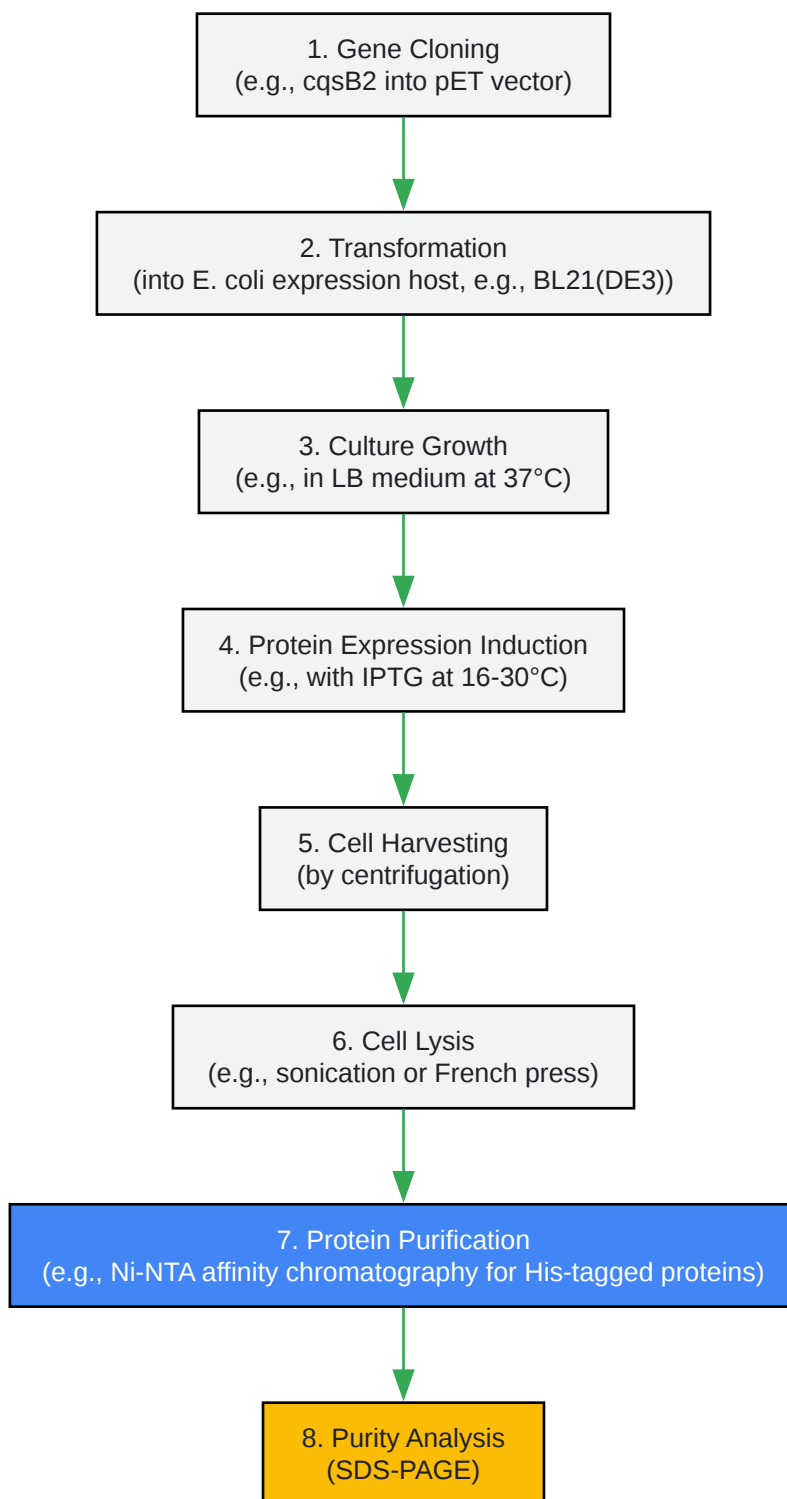 1. Gene Cloning
(e.g., cqsB2 into pET vector)
2. Transformation
(into E. coli expression host, e.g., BL21(DE3))
3. Culture Growth
(e.g., in LB medium at 37°C)
4. Protein Expression Induction
(e.g., with IPTG at 16-30°C)
5. Cell Harvesting
(by centrifugation)
6. Cell Lysis
(e.g., sonication or French press)
7. Protein Purification
(e.g., Ni-NTA affinity chromatography for His-tagged proteins)
8. Purity Analysis
(SDS-PAGE)